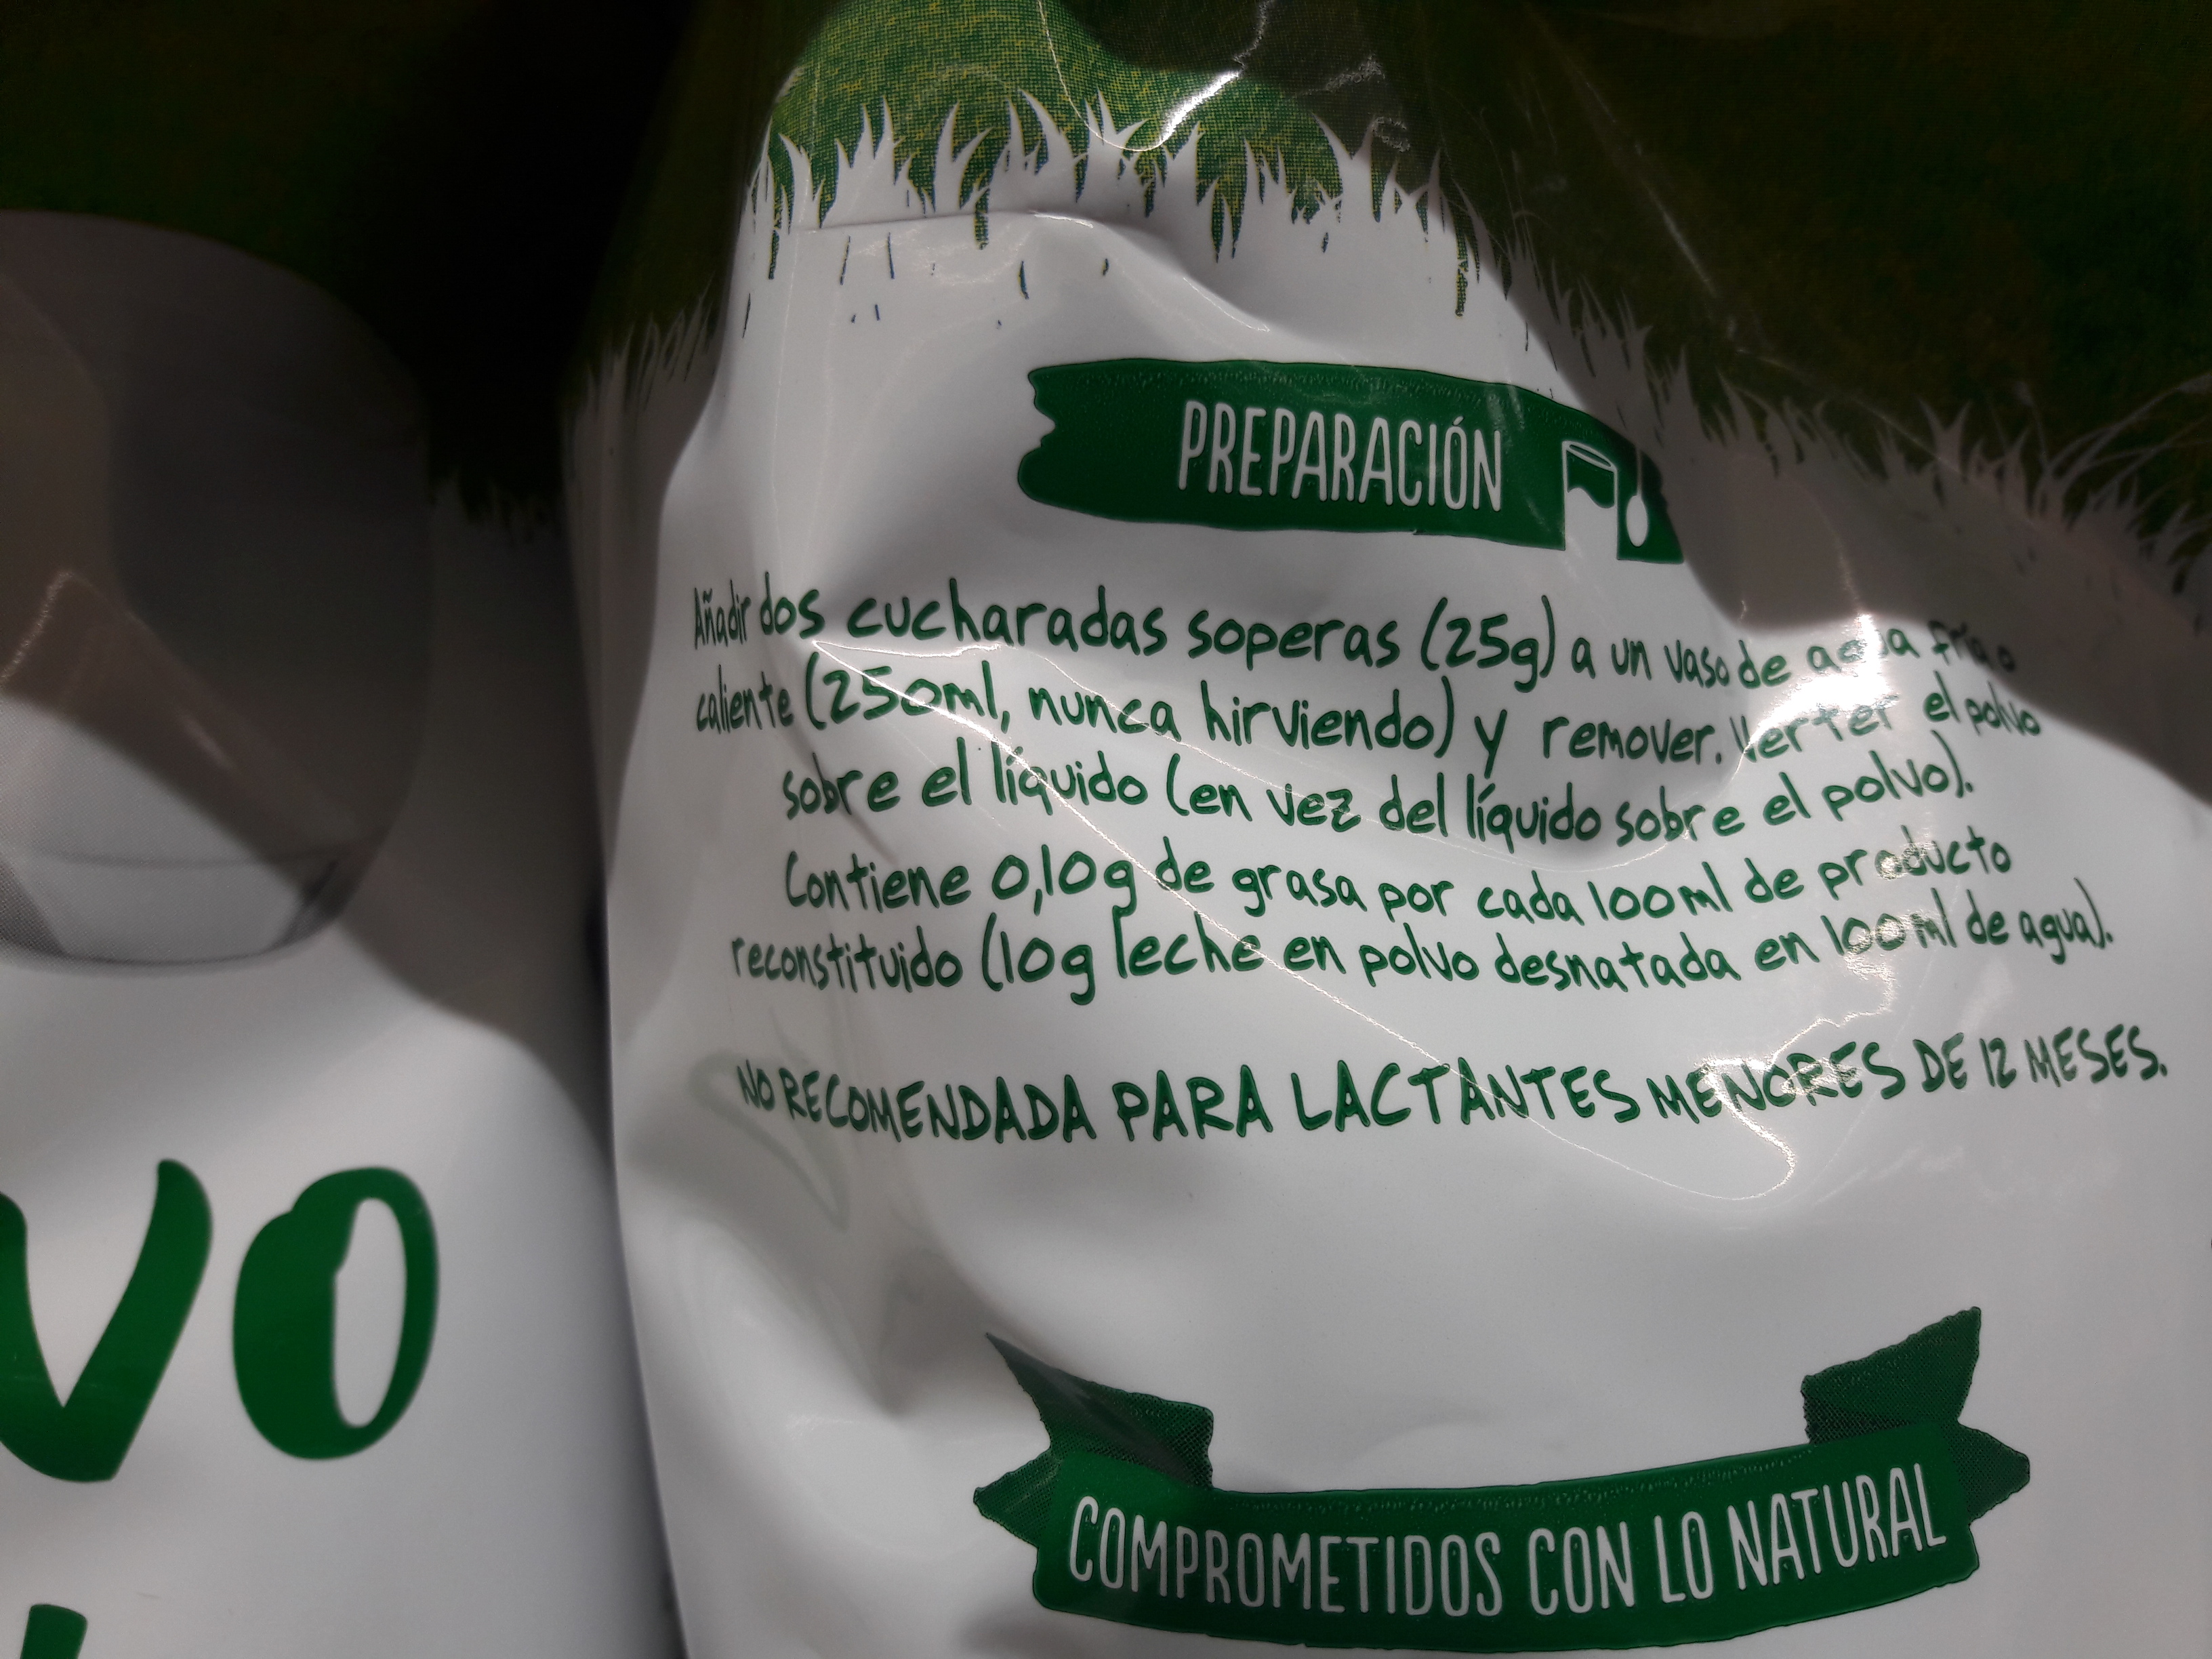 PREPARACIÓN
Añadir dos cucharadas soperas (25g) a un vaso de agua fría o
caliente (250ml, nunca hirviendo) y remover. Verter el polvo
sobre el líquido (en vez del líquido sobre el polvo).
Contiene 0,10g de grasa por cada 100ml de producto
reconstituido (10g leche en polvo desnatada en 100ml de agua).
NO RECOMENDADA PARA LACTANTES MENORES DE 12 MESES.
VO
COMPROMETIDOS CON LO NATURAL